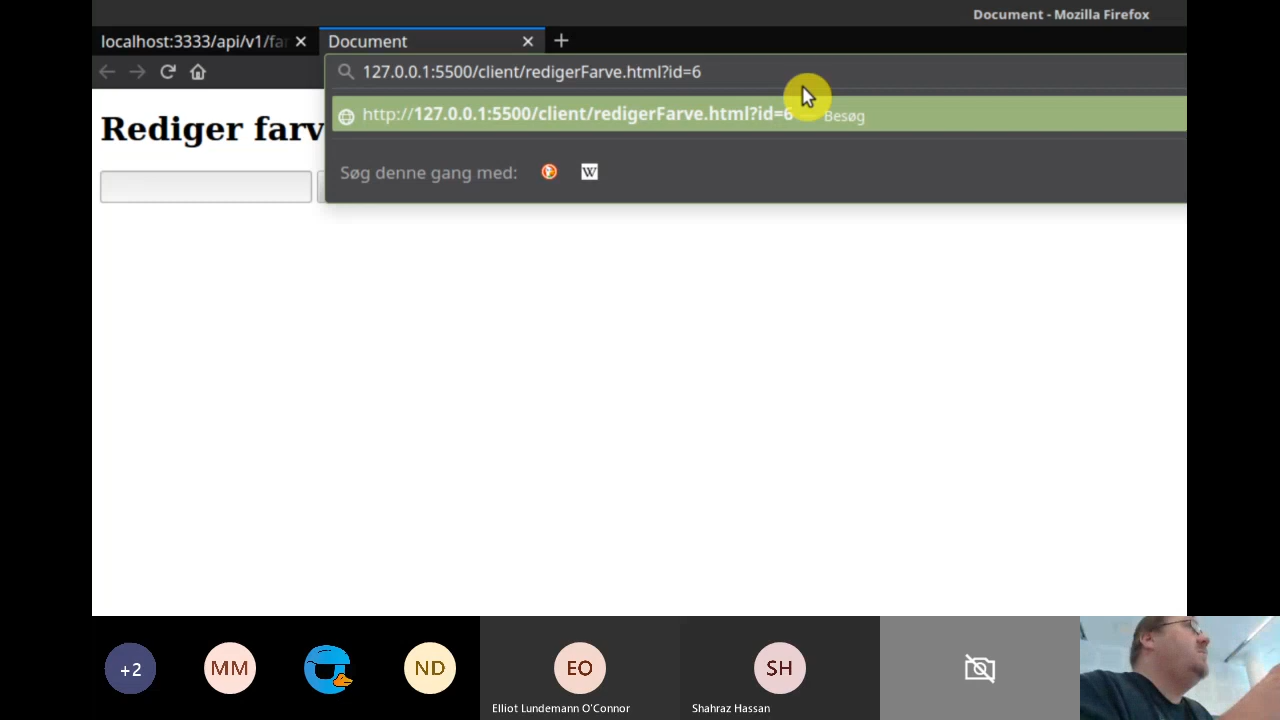 Document - Mozilla Firefox
localhost:3333/api/v1/far
Document
127.0.0.1:5500/client/redigerFarve.html?id=6
http://127.0.0.1:5500/client/redigerFarve.html?id=6 — Besøg
Rediger farv
Søg denne gang med:
W
+2
MM
ND
EO
SH
Elliot Lundemann O'Connor
Shahraz Hassan